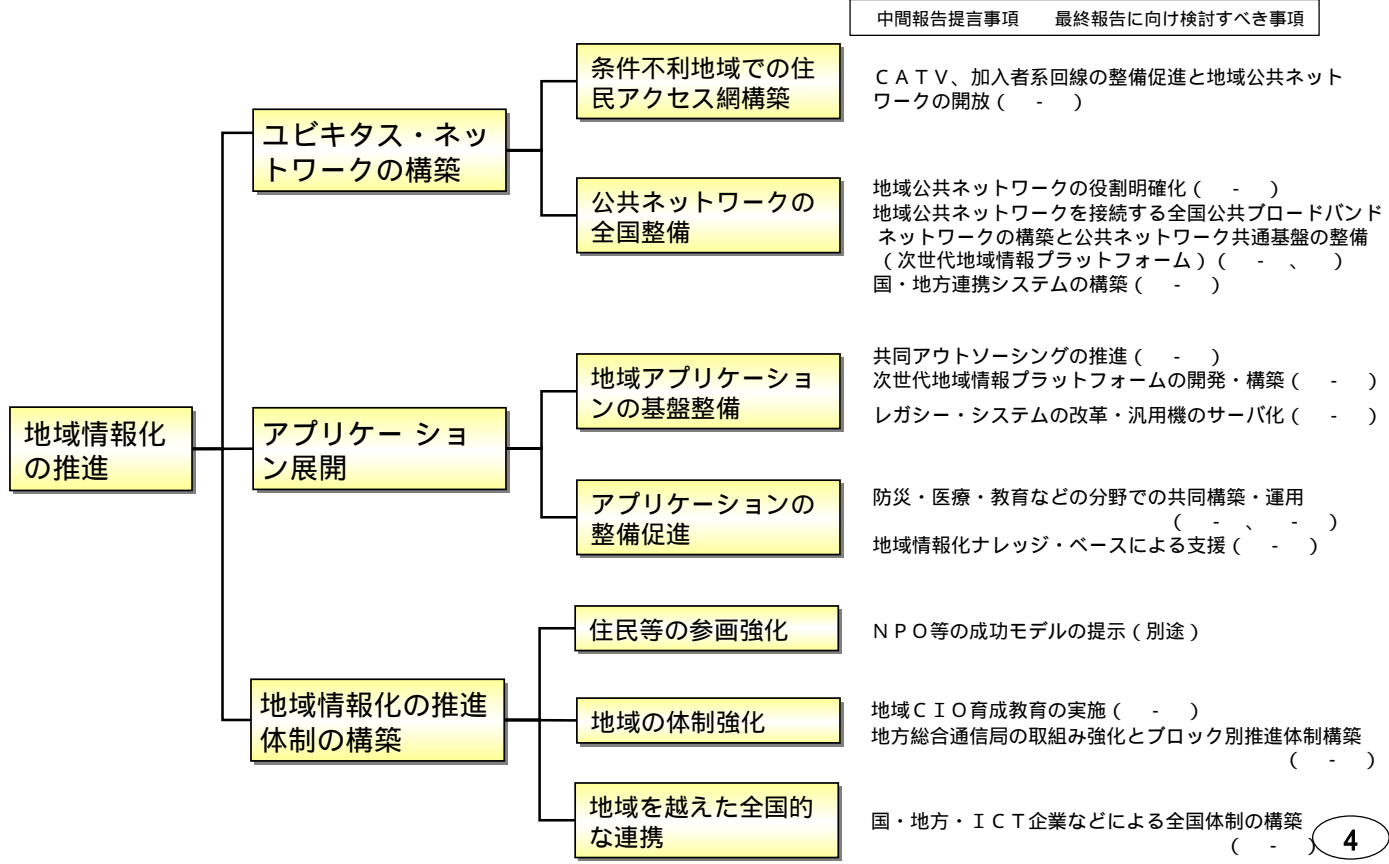 中間報告提言事項　　最終報告に向け検討すべき事項
地域情報化
の推進
ユビキタス・ネッ
トワークの構築
条件不利地域での住
民アクセス網構築
ＣＡＴＶ、加入者系回線の整備促進と地域公共ネット
ワークの開放（　-　）
公共ネットワークの
全国整備
地域公共ネットワークの役割明確化（　-　）
地域公共ネットワークを接続する全国公共ブロードバンド
ネットワークの構築と公共ネットワーク共通基盤の整備
（次世代地域情報プラットフォーム）（　-　、　）
国・地方連携システムの構築（　-　）
アプリケー ショ
ン展開
地域アプリケーショ
ンの基盤整備
共同アウトソーシングの推進（　-　）
次世代地域情報プラットフォームの開発・構築（　-　）
レガシー・システムの改革・汎用機のサーバ化（　-　）
アプリケーションの
整備促進
防災・医療・教育などの分野での共同構築・運用
（　-　、　-　）
地域情報化ナレッジ・ベースによる支援（　-　）
地域情報化の推進
体制の構築
住民等の参画強化
ＮＰＯ等の成功モデルの提示（別途）
地域の体制強化
地域ＣＩＯ育成教育の実施（　-　）
地方総合通信局の取組み強化とブロック別推進体制構築
（　-　）
地域を越えた全国的
な連携
国・地方・ＩＣＴ企業などによる全国体制の構築
（　-　）
4